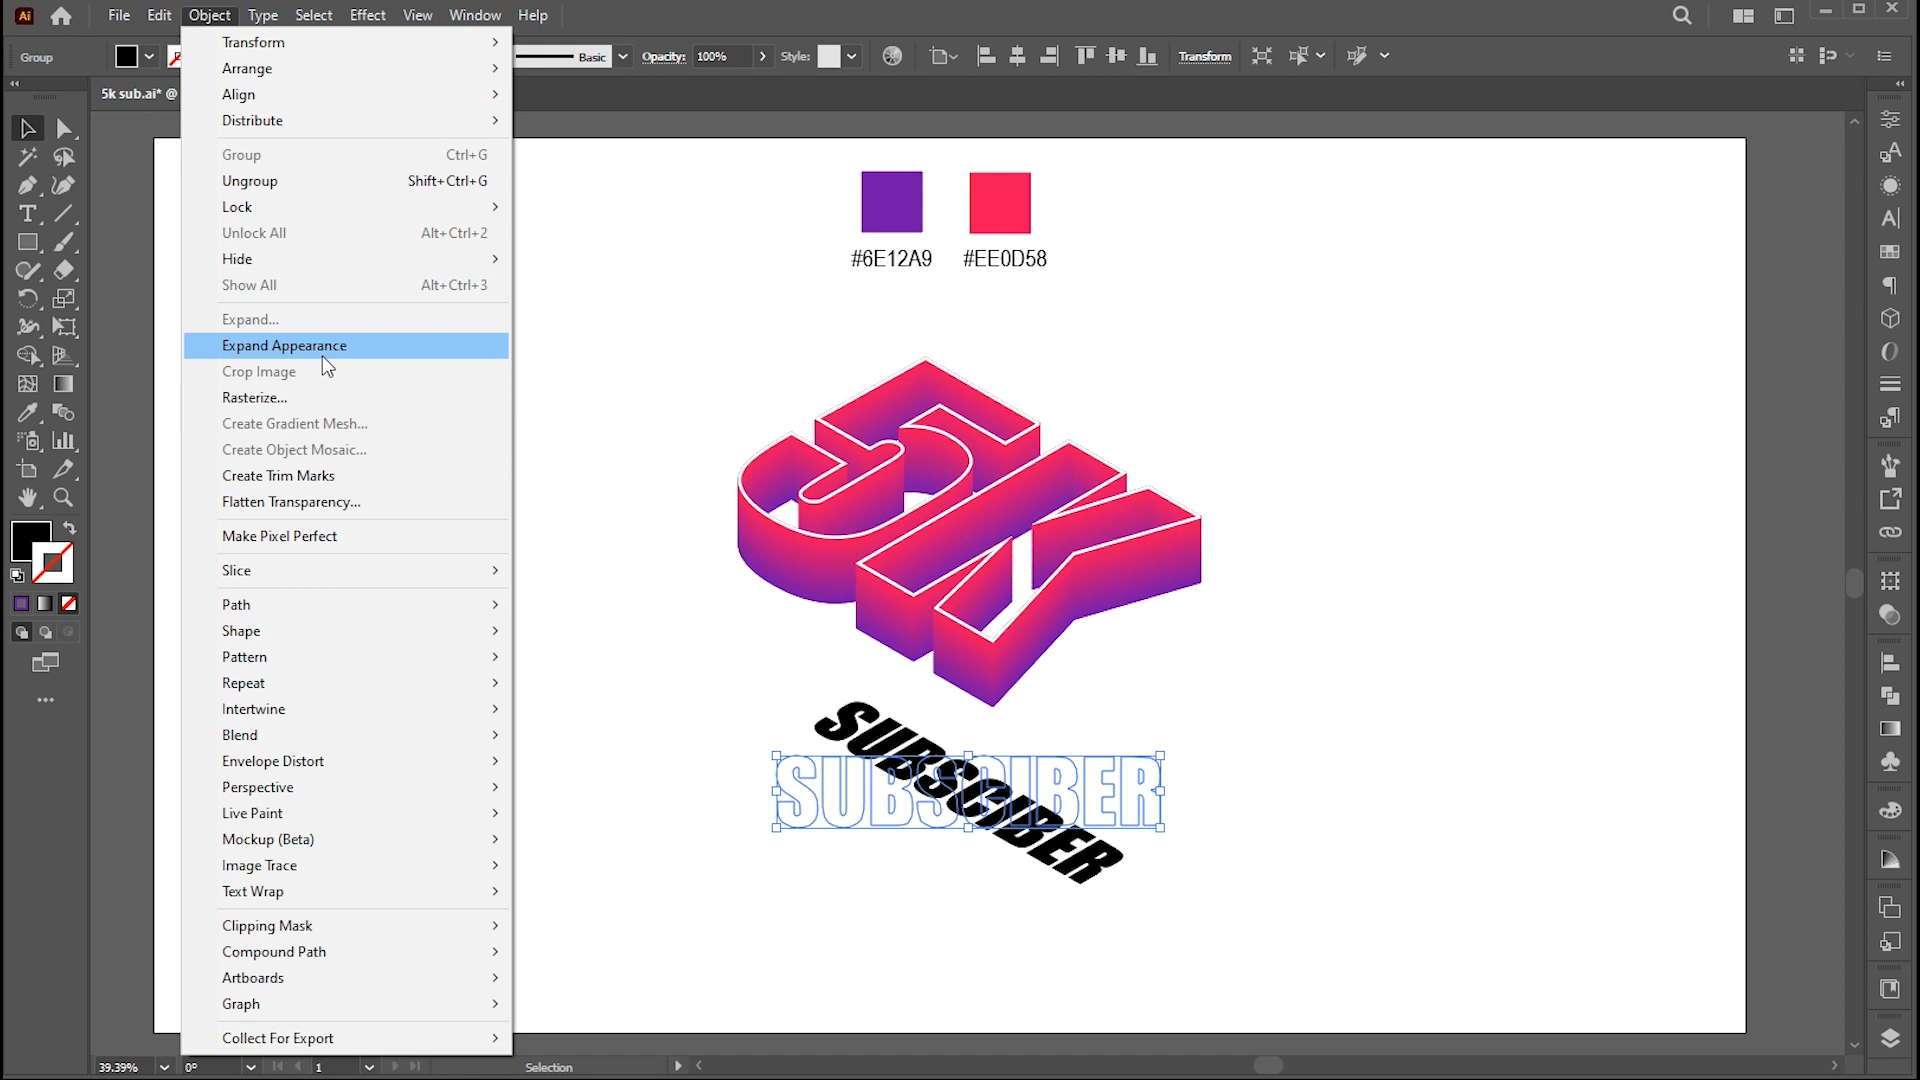 Ai File Edit Object Type Select Effect View Window Help
Group Basic Opacity: 100% Style: Transform
5k sub.ai* @
Transform
Arrange
Align
Distribute
Group Ctrl+G
Ungroup Shift+Ctrl+G
Lock
Unlock All Alt+Ctrl+2
Hide
Show All Alt+Ctrl+3
Expand...
Expand Appearance
Crop Image
Rasterize...
Create Gradient Mesh...
Create Object Mosaic...
Create Trim Marks
Flatten Transparency...
Make Pixel Perfect
Slice
Path
Shape
Pattern
Repeat
Intertwine
Blend
Envelope Distort
Perspective
Live Paint
Mockup (Beta)
Image Trace
Text Wrap
Clipping Mask
Compound Path
Artboards
Graph
Collect For Export
#6E12A9 #EE0D58
5K
SUBSCIBER
SUBSCIBER
39.39% 0° 1 Selection